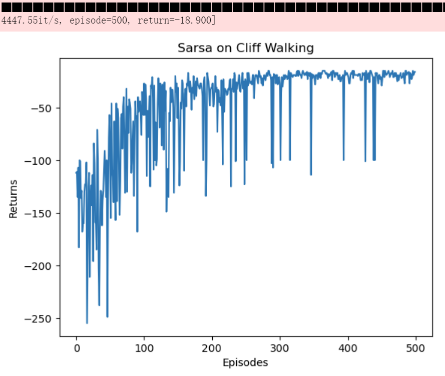 4447.55it/s, episode=500, return=-18.900]
Sarsa on Cliff Walking
−50
−100
−150
−200
−250
Returns
0 100 200 300 400 500
Episodes